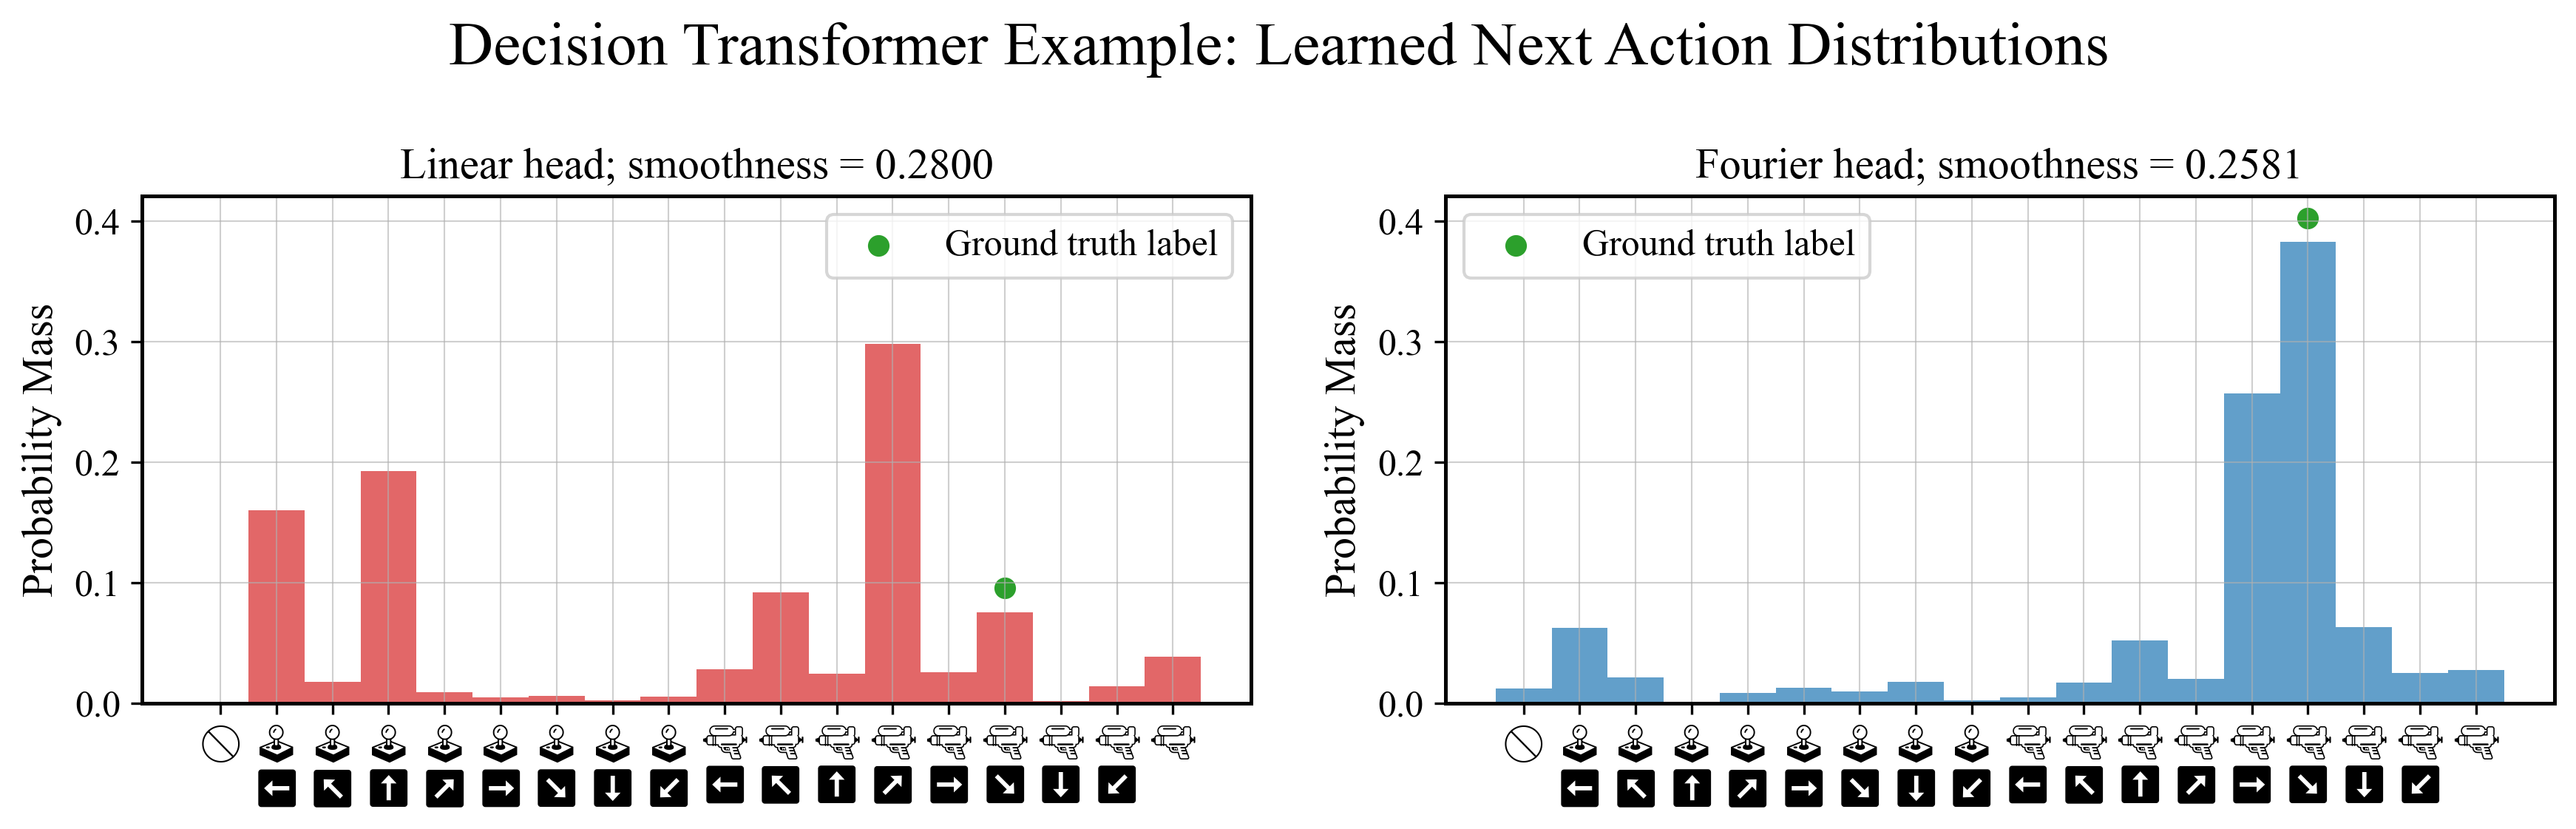 Decision Transformer Example: Learned Next Action Distributions
Linear head; smoothness = 0.2800
Ground truth label
Probability Mass
0.4
0.3
0.2
0.1
0.0
Fourier head; smoothness = 0.2581
Ground truth label
Probability Mass
0.4
0.3
0.2
0.1
0.0